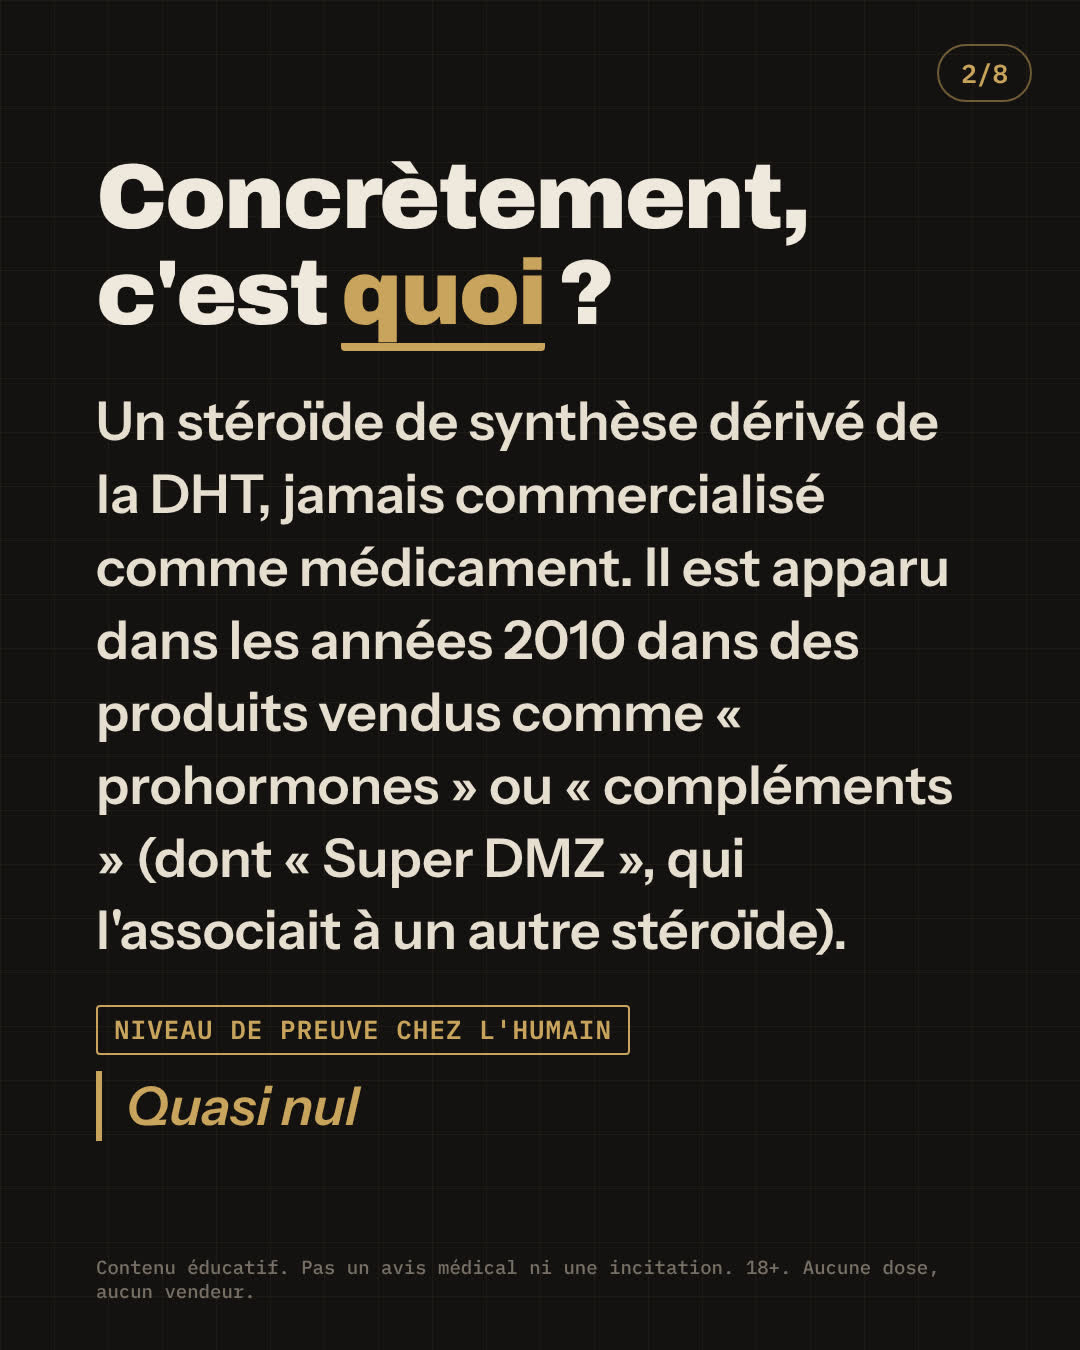 2/8
Concrètement,
c'est quoi ?
Un stéroïde de synthèse dérivé de
la DHT, jamais commercialisé
comme médicament. Il est apparu
dans les années 2010 dans des
produits vendus comme «
prohormones » ou « compléments
» (dont « Super DMZ », qui
l'associait à un autre stéroïde).
NIVEAU DE PREUVE CHEZ L'HUMAIN
Quasi nul
Contenu éducatif. Pas un avis médical ni une incitation. 18+. Aucune dose,
aucun vendeur.